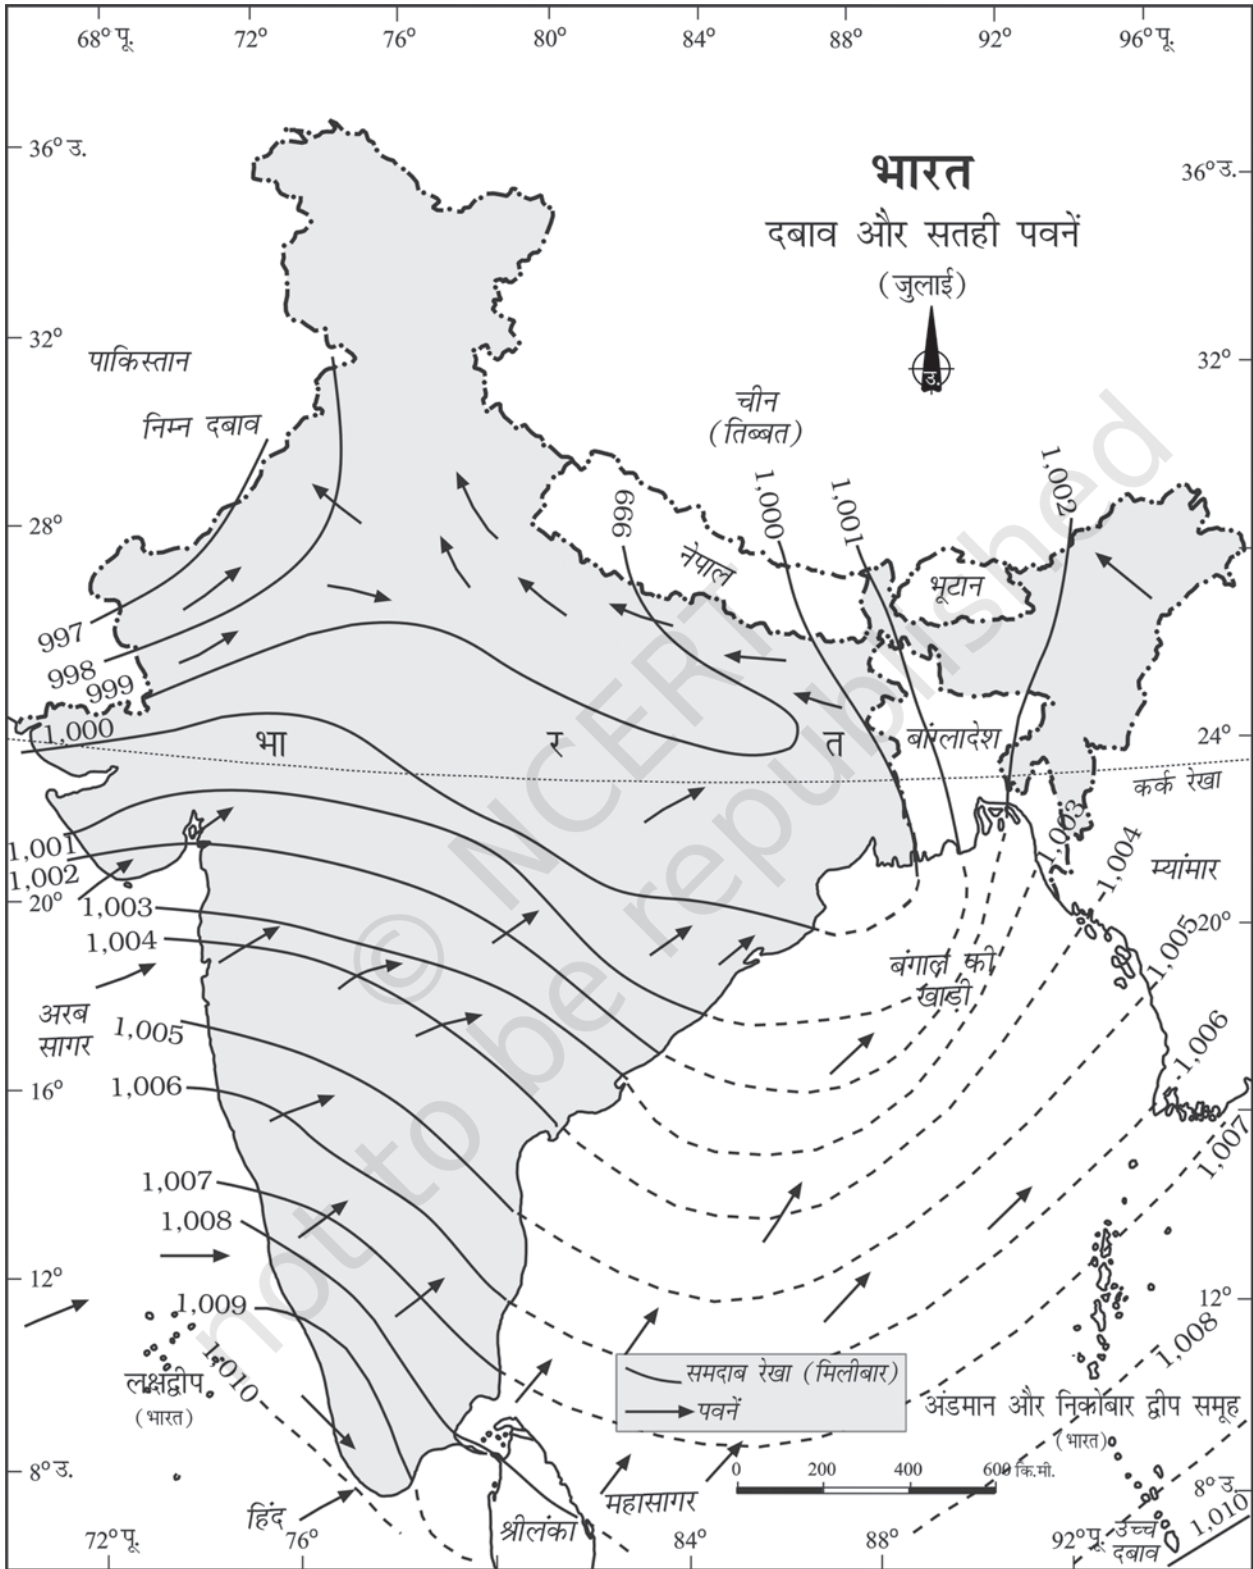 68° पू.
72°
76°
80°
84°
88°
92°
96° पू.
36° उ.
36° उ.
भारत
दबाव और सतही पवनें
(जुलाई)
उ.
32°
32°
पाकिस्तान
निम्न दबाव
चीन
(तिब्बत)
1,000
1,001
1,002
999
28°
नेपाल
भूटान
997
998
999
1,000
भा
र
त
बांग्लादेश
24°
कर्क रेखा
1,001
1,002
1,003
1,004
म्यांमार
20°
20°
1,003
1,004
1,005
बंगाल की
खाड़ी
अरब
सागर
1,005
1,006
1,006
16°
1,007
1,007
1,008
12°
12°
1,009
1,008
1,010
लक्षद्वीप
(भारत)
समदाब रेखा (मिलीबार)
पवनें
अंडमान और निकोबार द्वीप समूह
(भारत)
0 200 400 600 कि.मी.
8° उ.
8° उ.
हिंद
महासागर
श्रीलंका
उच्च
दबाव
1,010
72° पू.
76°
84°
88°
92° पू.
© NCERT
not to be republished